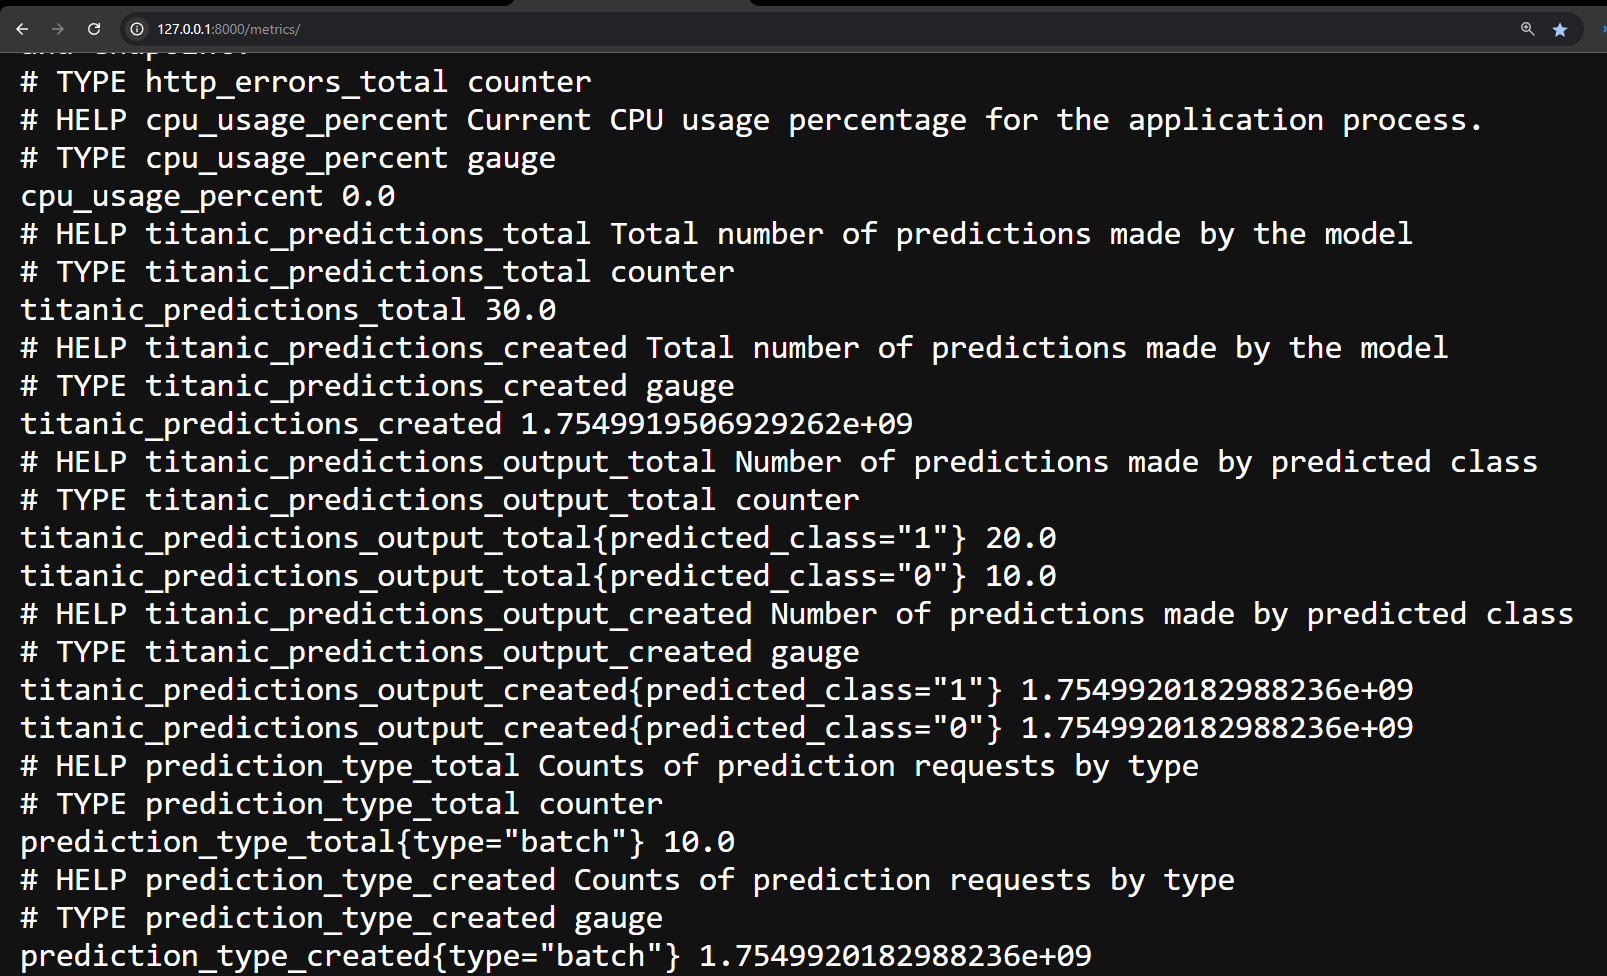 127.0.0.1:8000/metrics/
# TYPE http_errors_total counter
# HELP cpu_usage_percent Current CPU usage percentage for the application process.
# TYPE cpu_usage_percent gauge
cpu_usage_percent 0.0
# HELP titanic_predictions_total Total number of predictions made by the model
# TYPE titanic_predictions_total counter
titanic_predictions_total 30.0
# HELP titanic_predictions_created Total number of predictions made by the model
# TYPE titanic_predictions_created gauge
titanic_predictions_created 1.7549919506929262e+09
# HELP titanic_predictions_output_total Number of predictions made by predicted class
# TYPE titanic_predictions_output_total counter
titanic_predictions_output_total{predicted_class="1"} 20.0
titanic_predictions_output_total{predicted_class="0"} 10.0
# HELP titanic_predictions_output_created Number of predictions made by predicted class
# TYPE titanic_predictions_output_created gauge
titanic_predictions_output_created{predicted_class="1"} 1.7549920182988236e+09
titanic_predictions_output_created{predicted_class="0"} 1.7549920182988236e+09
# HELP prediction_type_total Counts of prediction requests by type
# TYPE prediction_type_total counter
prediction_type_total{type="batch"} 10.0
# HELP prediction_type_created Counts of prediction requests by type
# TYPE prediction_type_created gauge
prediction_type_created{type="batch"} 1.7549920182988236e+09